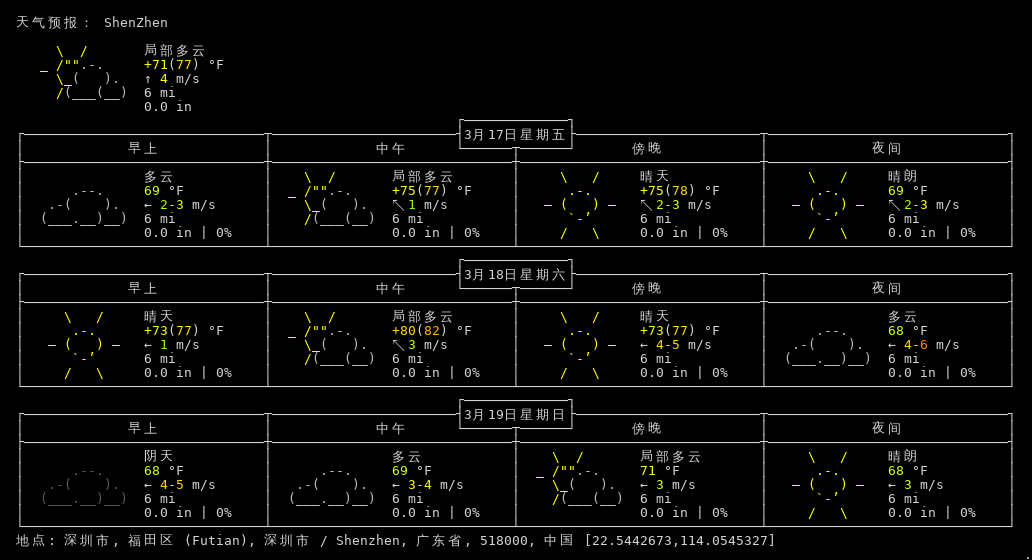 天气预报： ShenZhen
局部多云
+71(77) °F
↑ 4 m/s
6 mi
0.0 in
3月17日星期五
早上 中午 傍晚 夜间
多云 局部多云 晴天 晴朗
69 °F +75(77) °F +75(78) °F 69 °F
← 2-3 m/s ↖ 1 m/s ↖ 2-3 m/s ↖ 2-3 m/s
6 mi 6 mi 6 mi 6 mi
0.0 in | 0% 0.0 in | 0% 0.0 in | 0% 0.0 in | 0%
3月18日星期六
早上 中午 傍晚 夜间
晴天 局部多云 晴天 多云
+73(77) °F +80(82) °F +73(77) °F 68 °F
← 1 m/s ↖ 3 m/s ← 4-5 m/s ← 4-6 m/s
6 mi 6 mi 6 mi 6 mi
0.0 in | 0% 0.0 in | 0% 0.0 in | 0% 0.0 in | 0%
3月19日星期日
早上 中午 傍晚 夜间
阴天 多云 局部多云 晴朗
68 °F 69 °F 71 °F 68 °F
← 4-5 m/s ← 3-4 m/s ← 3 m/s ← 3 m/s
6 mi 6 mi 6 mi 6 mi
0.0 in | 0% 0.0 in | 0% 0.0 in | 0% 0.0 in | 0%
地点: 深圳市, 福田区 (Futian), 深圳市 / Shenzhen, 广东省, 518000, 中国 [22.5442673,114.0545327]